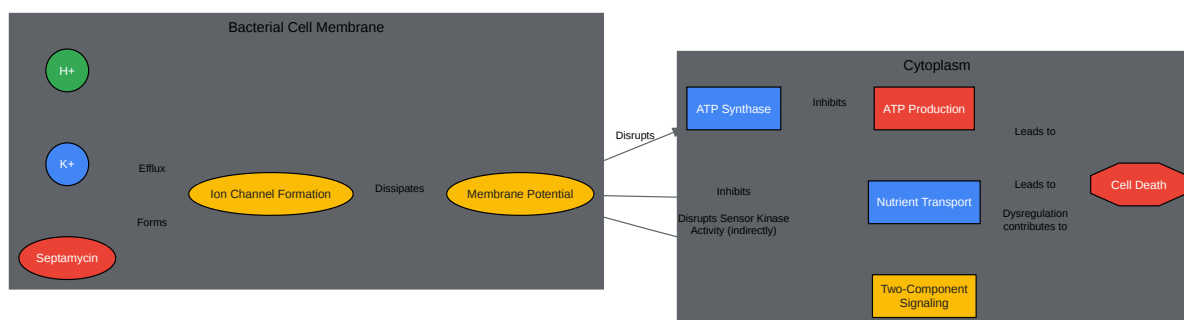 Bacterial Cell Membrane
H+
K+
Efflux
Ion Channel Formation
Dissipates
Membrane Potential
Forms
Septamycin
Disrupts
Inhibits
Disrupts Sensor Kinase
Activity (indirectly)
Cytoplasm
ATP Synthase
Inhibits
ATP Production
Leads to
Nutrient Transport
Leads to
Dysregulation
contributes to
Cell Death
Two-Component
Signaling